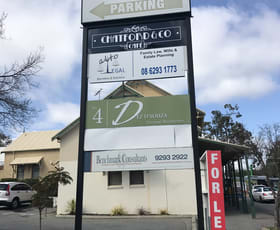 PARKING
CHATFORD & CO
CAFÉ
Family Law, Wills &
Estate Planning
LEGAL
08 6293 1773
4
Benchmark Consultants 9293 2922
FOR LE